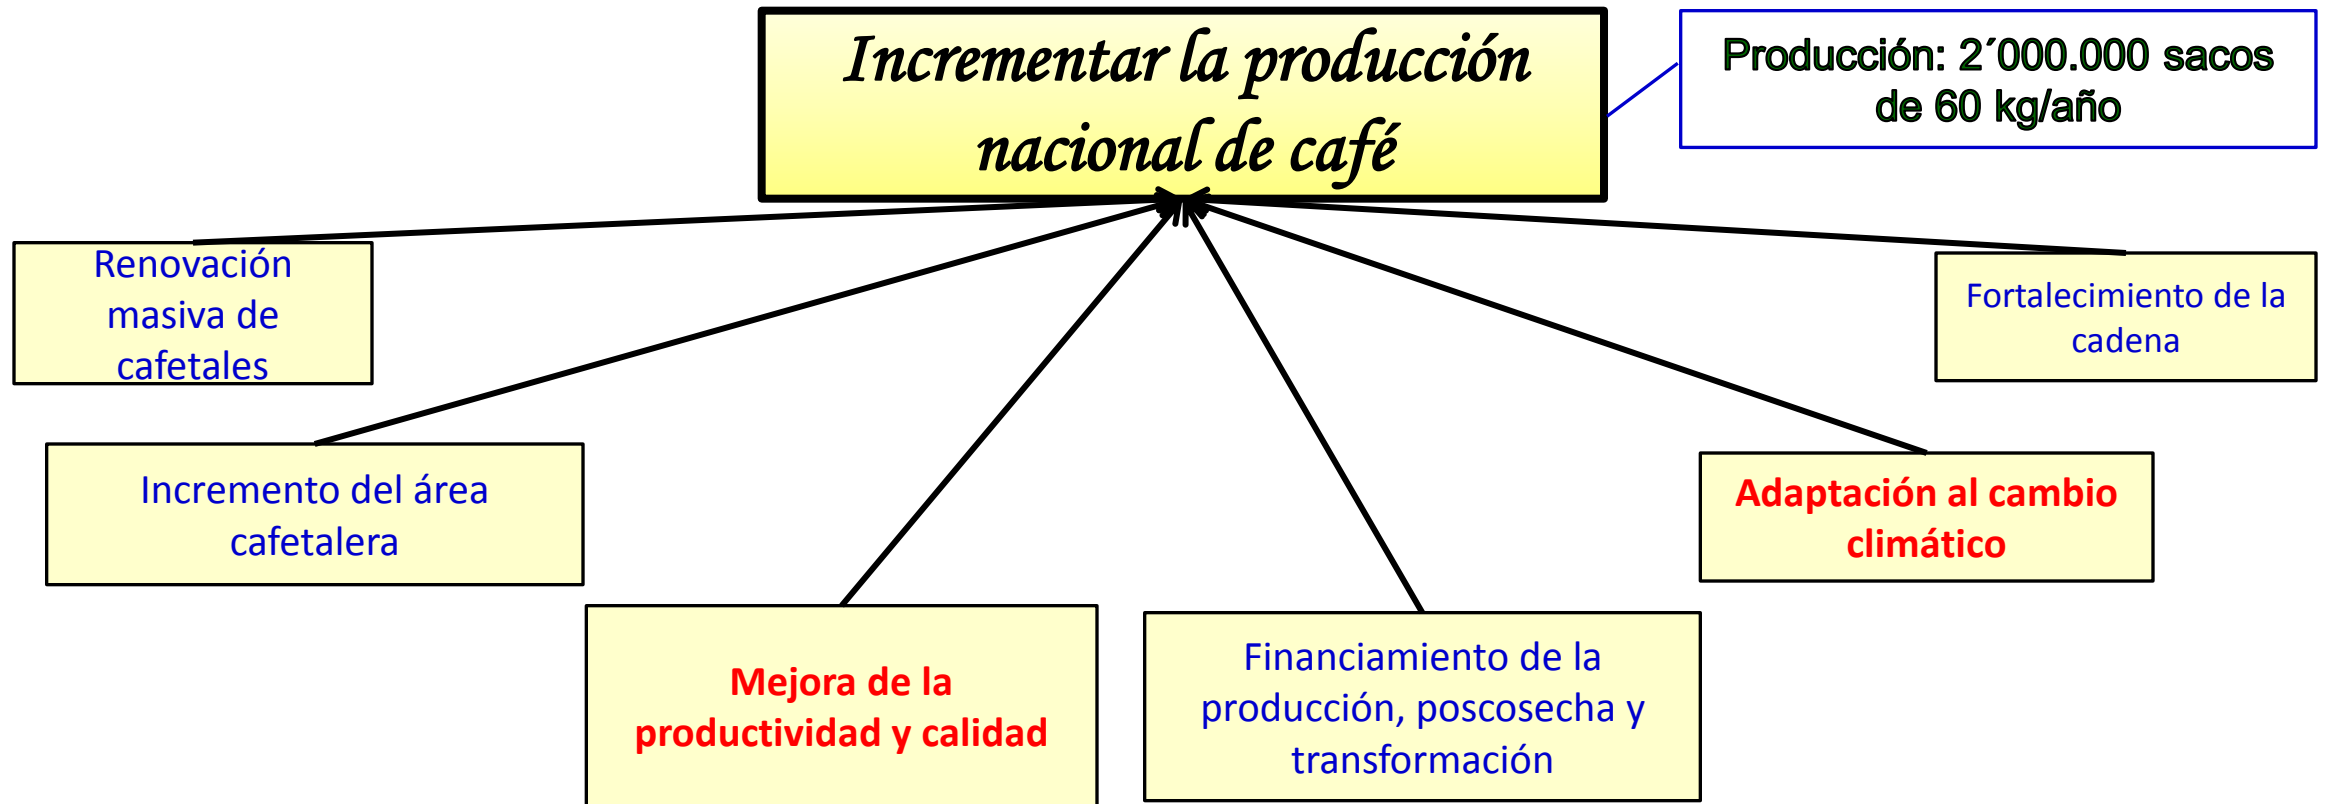 Incrementar la producción
nacional de café
Producción: 2´000.000 sacos
de 60 kg/año
Renovación
masiva de
cafetales
Fortalecimiento de la
cadena
Incremento del área
cafetalera
Adaptación al cambio
climático
Mejora de la
productividad y calidad
Financiamiento de la
producción, poscosecha y
transformación